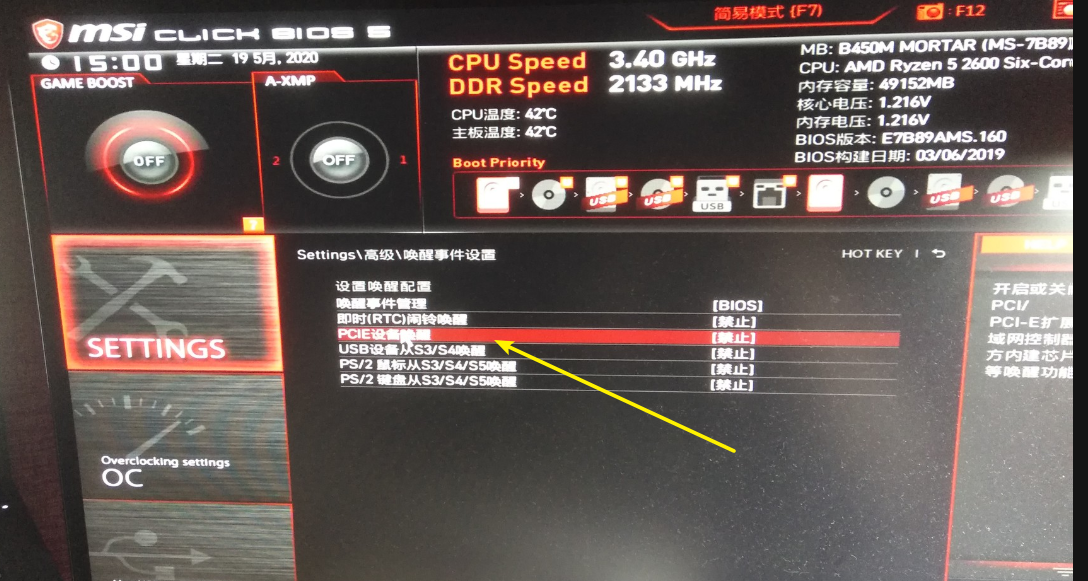 msi CLICK BIOS 5
简易模式 (F7)
: F12
15:00 星期二 19 5月, 2020
GAME BOOST
OFF
A-XMP
2 OFF 1
CPU Speed 3.40 GHz
DDR Speed 2133 MHz
CPU温度: 42°C
主板温度: 42°C
MB: B450M MORTAR (MS-7B89)
CPU: AMD Ryzen 5 2600 Six-Cor
内存容量: 49152MB
核心电压: 1.216V
内存电压: 1.216V
BIOS版本: E7B89AMS.160
BIOS构建日期: 03/06/2019
Boot Priority
USB USB USB USB USB
?
SETTINGS
Overclocking settings
OC
Settings\高级\唤醒事件设置
HOT KEY |
设置唤醒配置
唤醒事件管理 [BIOS]
即时(RTC)闹铃唤醒 [禁止]
PCIE设备唤醒 [禁止]
USB设备从S3/S4唤醒 [禁止]
PS/2 鼠标从S3/S4/S5唤醒 [禁止]
PS/2 键盘从S3/S4/S5唤醒 [禁止]
HELP
开启或关
PCI/
PCI-E扩展
域网控制器
方内建芯片
等唤醒功能